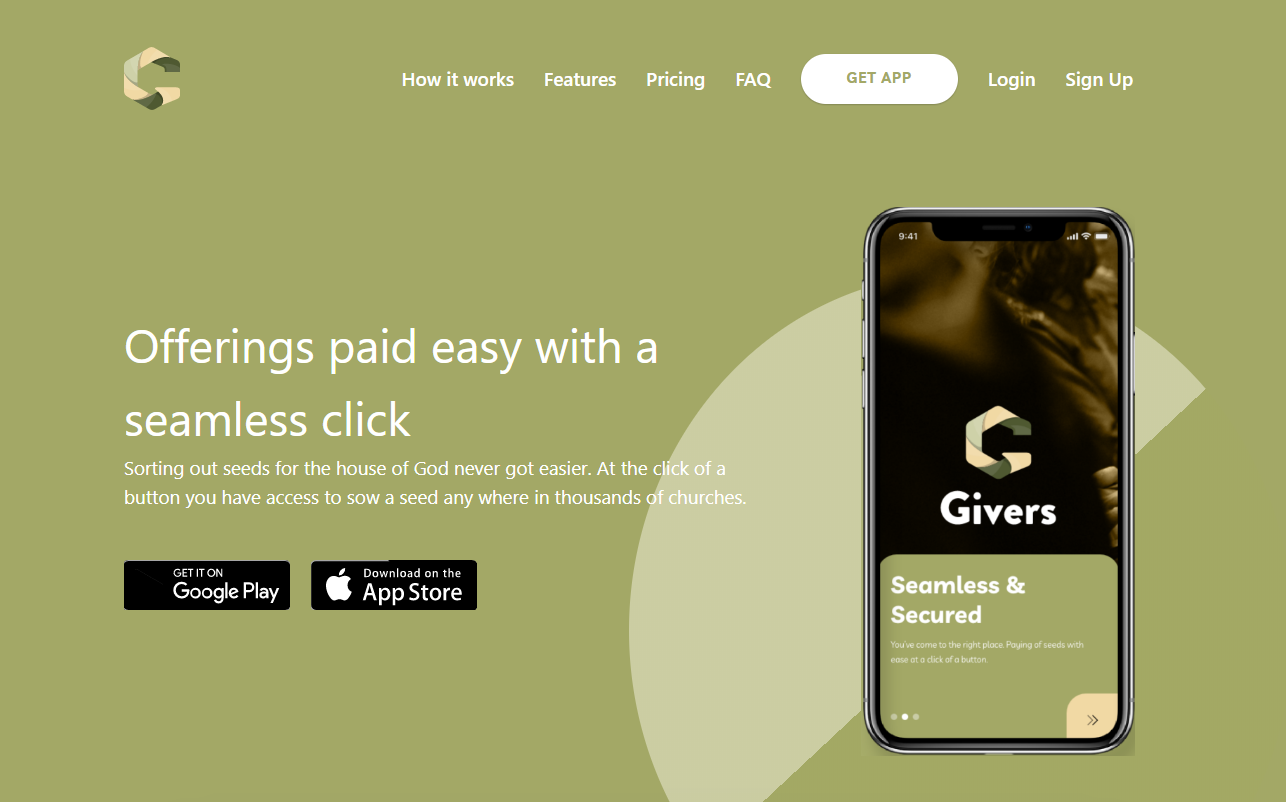 How it works Features Pricing FAQ GET APP Login Sign Up
Offerings paid easy with a
seamless click
Sorting out seeds for the house of God never got easier. At the click of a
button you have access to sow a seed any where in thousands of churches.
GET IT ON
Google Play
Download on the
App Store
9:41
Givers
Seamless &
Secured
You've come to the right place. Paying of seeds with
ease at a click of a button.